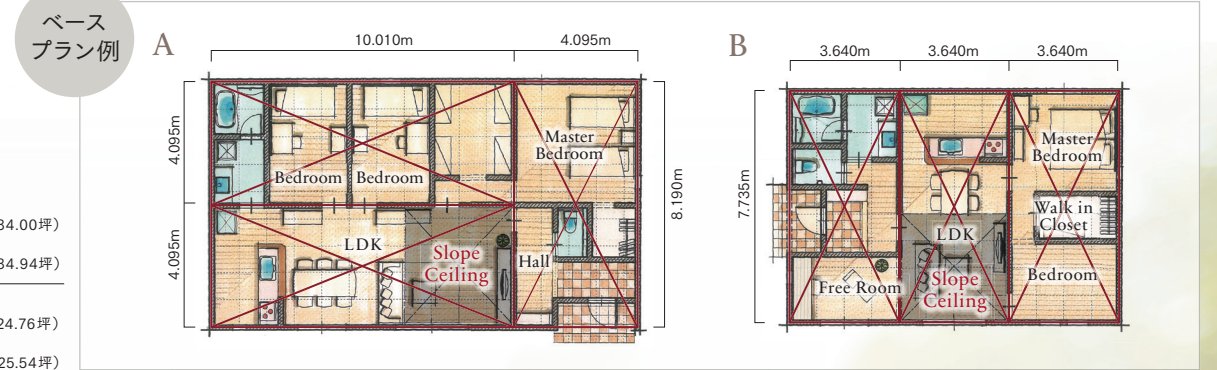 ベース
プラン例
34.00坪）
34.94坪）
24.76坪）
25.54坪）
A
10.010m
4.095m
4.095m
4.095m
8.190m
Bedroom
Bedroom
Master
Bedroom
LDK
Slope
Ceiling
Hall
B
3.640m
3.640m
3.640m
7.735m
Master
Bedroom
Walk in
Closet
LDK
Bedroom
Free Room
Slope
Ceiling